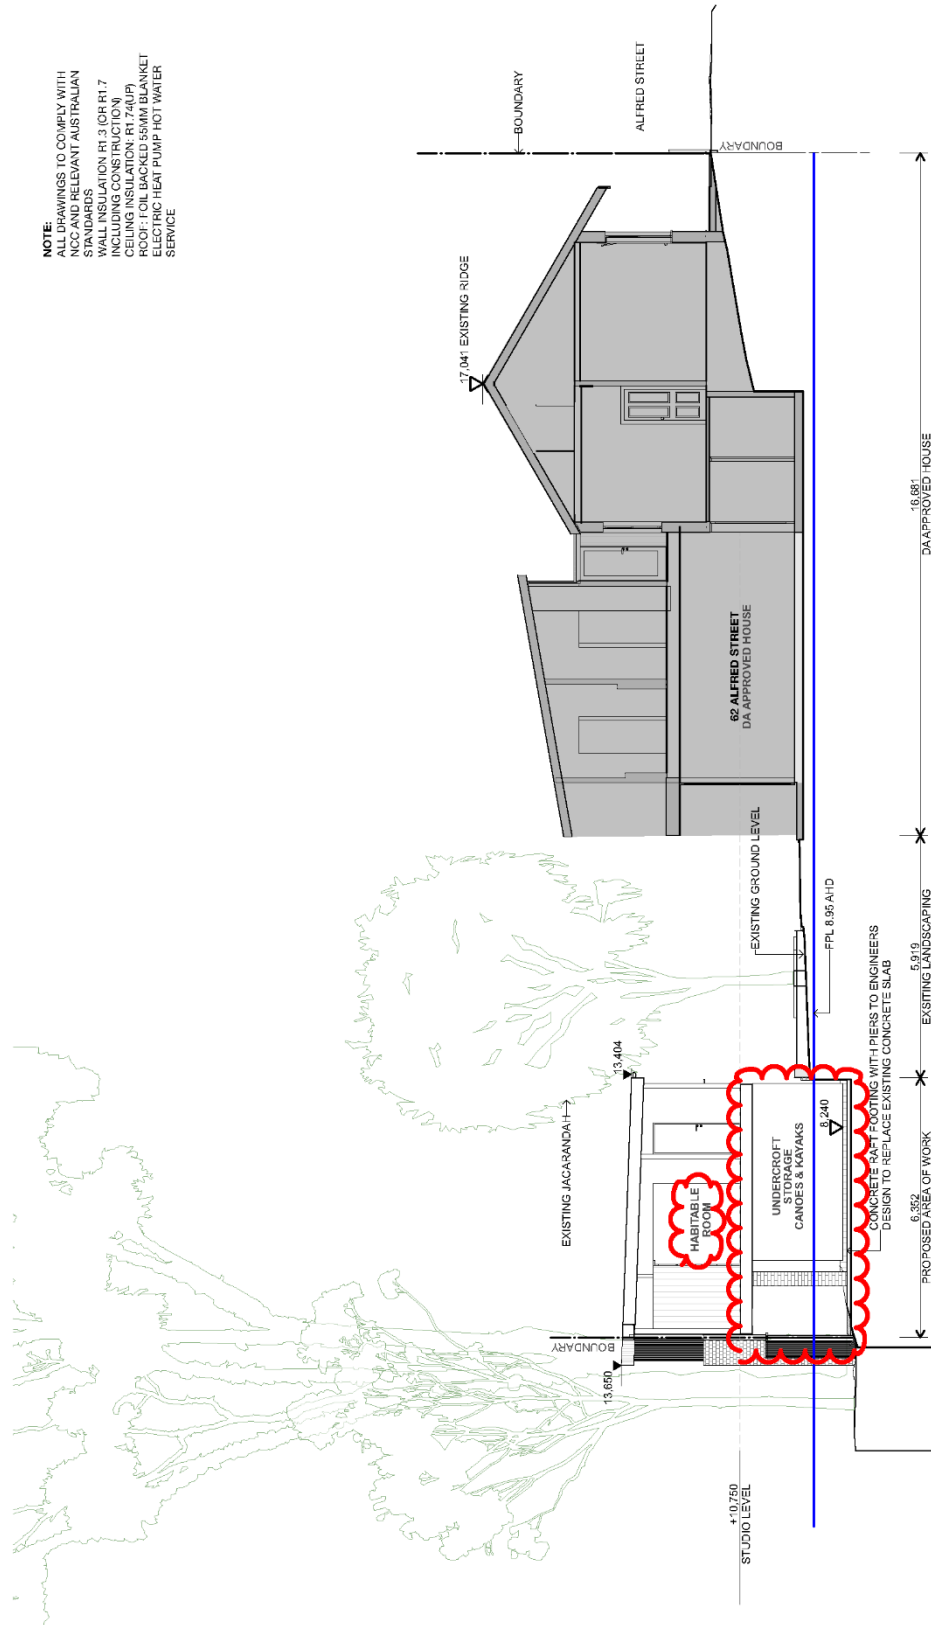 NOTE:
ALL DRAWINGS TO COMPLY WITH
NCC AND RELEVANT AUSTRALIAN
STANDARDS
WALL INSULATION R1.3 (OR R1.7
INCLUDING CONSTRUCTION)
CEILING INSULATION: R1.74(UP)
ROOF: FOIL BACKED 55MM BLANKET
ELECTRIC HEAT PUMP HOT WATER
SERVICE
13,650
BOUNDARY
+10,750
STUDIO LEVEL
EXISTING JACARANDAH
13,404
HABITABLE
ROOM
UNDERCROFT
STORAGE
CANOES & KAYAKS
8,240
CONCRETE RAFT FOOTING WITH PIERS TO ENGINEERS
DESIGN TO REPLACE EXISTING CONCRETE SLAB
EXISTING GROUND LEVEL
FPL 8.95 AHD
62 ALFRED STREET
DA APPROVED HOUSE
17,041 EXISTING RIDGE
BOUNDARY
ALFRED STREET
BOUNDARY
6,352
PROPOSED AREA OF WORK
5,919
EXSITING LANDSCAPING
16,681
DA APPROVED HOUSE